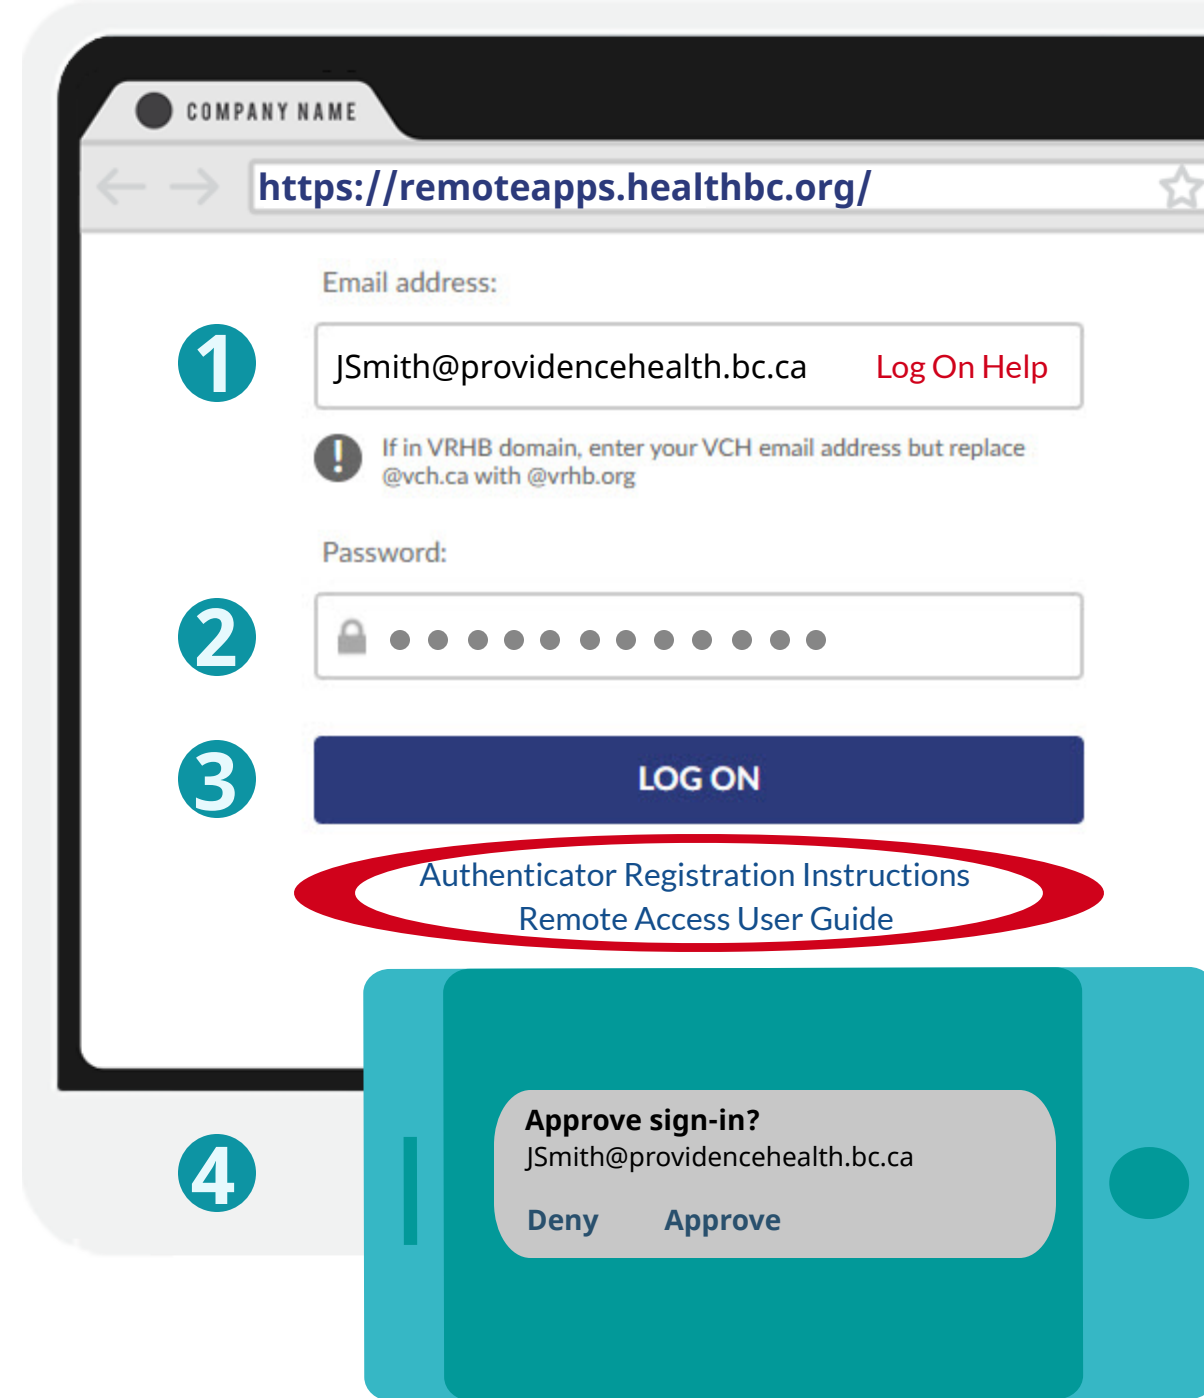 COMPANY NAME
https://remoteapps.healthbc.org/
Email address:
1
JSmith@providencehealth.bc.ca Log On Help
! If in VRHB domain, enter your VCH email address but replace
@vch.ca with @vrhb.org
Password:
2
3
LOG ON
Authenticator Registration Instructions
Remote Access User Guide
4
Approve sign-in?
JSmith@providencehealth.bc.ca
Deny Approve